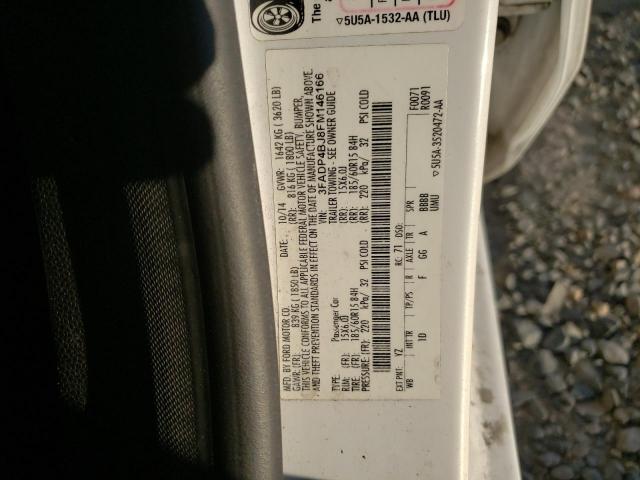 The
▽5U5A-1532-AA (TLU)
MFD. BY FORD MOTOR CO.
DATE: 10/14 GVWR: 1642 KG ( 3620 LB)
GAWR: (FR): 839 KG ( 1850 LB) (RR): 816 KG ( 1800 LB)
THIS VEHICLE CONFORMS TO ALL APPLICABLE FEDERAL MOTOR VEHICLE SAFETY, BUMPER,
AND THEFT PREVENTION STANDARDS IN EFFECT ON THE DATE OF MANUFACTURE SHOWN ABOVE.
VIN: 3FADP4BJ8FM146166
TYPE: Passenger Car TRAILER TOWING - SEE OWNER GUIDE
RIM: (FR): 15X6.0J (RR): 15X6.0J
TIRE (FR): 185/60R15 84H (RR): 185/60R15 84H
PRESSURE: (FR): 220 kPa/ 32 PSI COLD (RR): 220 kPa/ 32 PSI COLD
EXT PNT: YZ RC: 71 DSO: F0071
R0091
WB INT TR TP/PS R AXLE TR SPR
10 F GG A BBBB
UMU
▽5U5A-3520472-AA